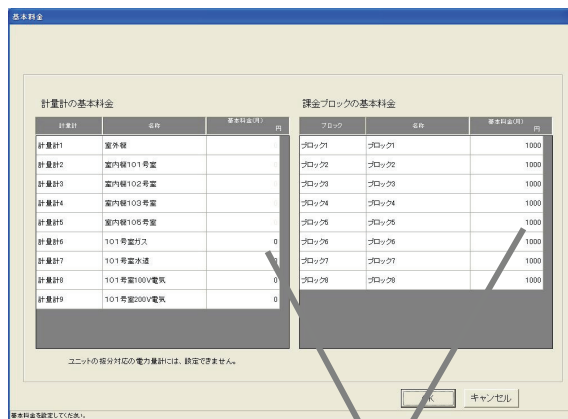 基本料金
計量計の基本料金
計量計 名称 基本料金(月) 円
計量計1 室外機
計量計2 室内機101号室
計量計3 室内機102号室
計量計4 室内機103号室
計量計5 室内機105号室
計量計6 101号室ガス 0
計量計7 101号室水道
計量計8 101号室100V電気 0
計量計9 101号室200V電気 0
ユニットの按分対応の電力量計には、設定できません。
課金ブロックの基本料金
ブロック 名称 基本料金(月) 円
ブロック1 ブロック1 1000
ブロック2 ブロック2 1000
ブロック3 ブロック3 1000
ブロック4 ブロック4 1000
ブロック5 ブロック5 1000
ブロック6 ブロック6 1000
ブロック7 ブロック7 1000
ブロック8 ブロック8 1000
OK キャンセル
基本料金を設定してください。